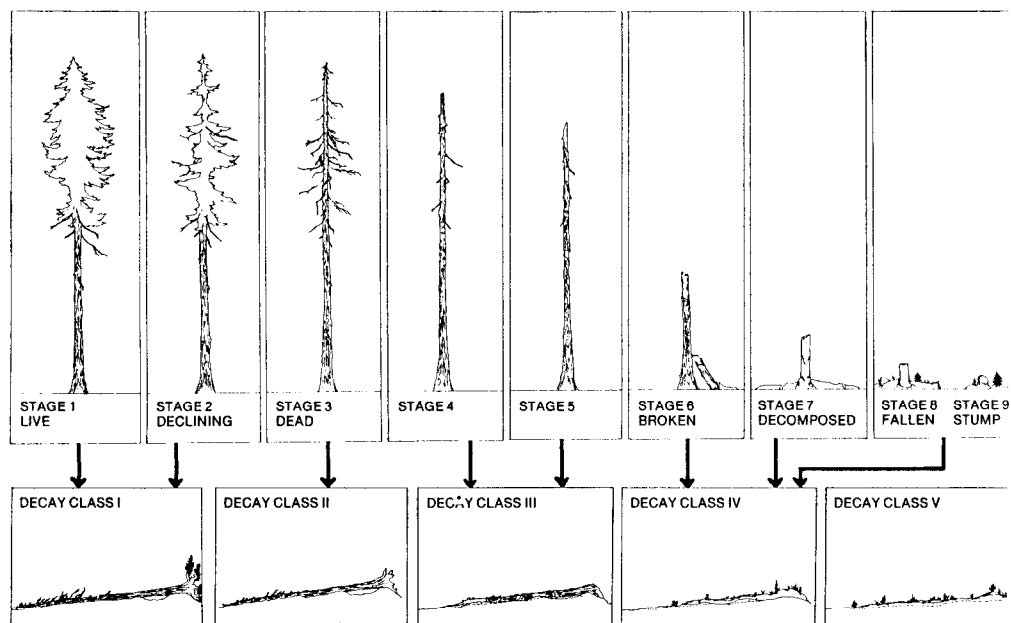 STAGE 1
LIVE
STAGE 2
DECLINING
STAGE 3
DEAD
STAGE 4
STAGE 5
STAGE 6
BROKEN
STAGE 7
DECOMPOSED
STAGE 8
FALLEN
STAGE 9
STUMP
DECAY CLASS I
DECAY CLASS II
DECAY CLASS III
DECAY CLASS IV
DECAY CLASS V